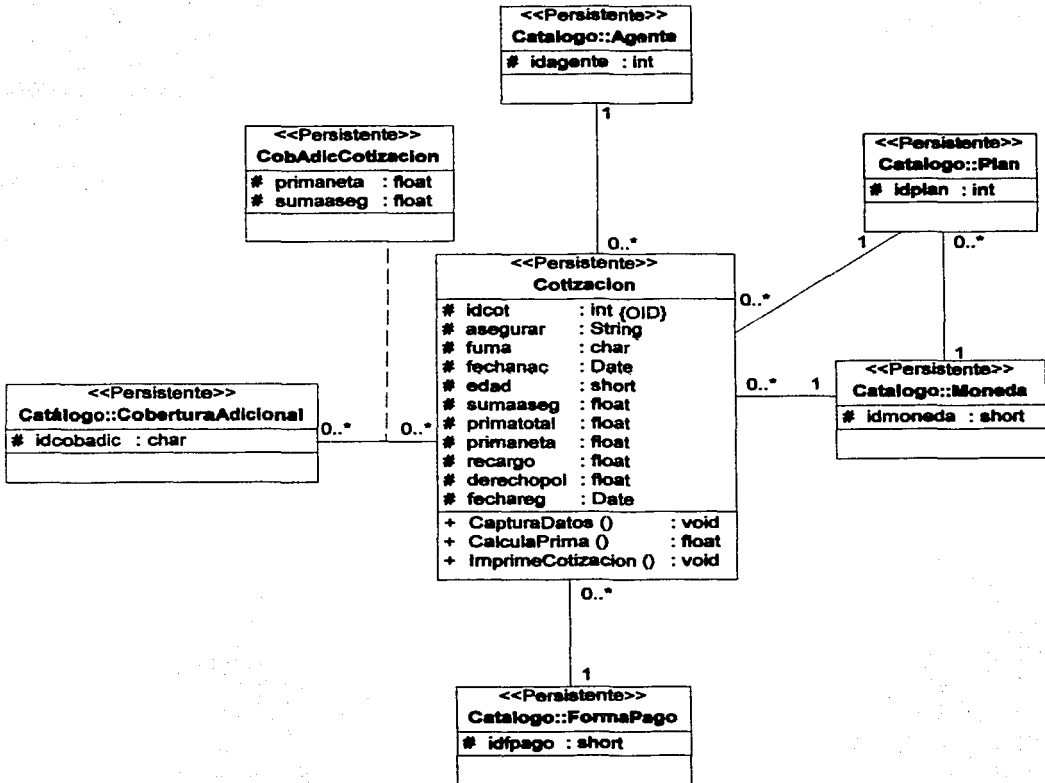 <<Persistente>>
Catalogo::Agente
# idagente : int
1
0..*
<<Persistente>>
CobAdicCotizacion
# primaneta : float
# sumaaseg : float
<<Persistente>>
Catalogo::Plan
# idplan : int
1
0..*
0..*
1
<<Persistente>>
Cotizacion
# idcot : int {OID}
# asegurar : String
# fuma : char
# fechanac : Date
# edad : short
# sumaaseg : float
# primatotal : float
# primaneta : float
# recargo : float
# derechopol : float
# fechareg : Date
+ CapturaDatos () : void
+ CalculaPrima () : float
+ ImprimeCotizacion () : void
0..*
1
<<Persistente>>
Catalogo::Moneda
# idmoneda : short
<<Persistente>>
Catálogo::CoberturaAdicional
# idcobadic : char
0..*
0..*
0..*
1
<<Persistente>>
Catalogo::FormaPago
# idfpago : short